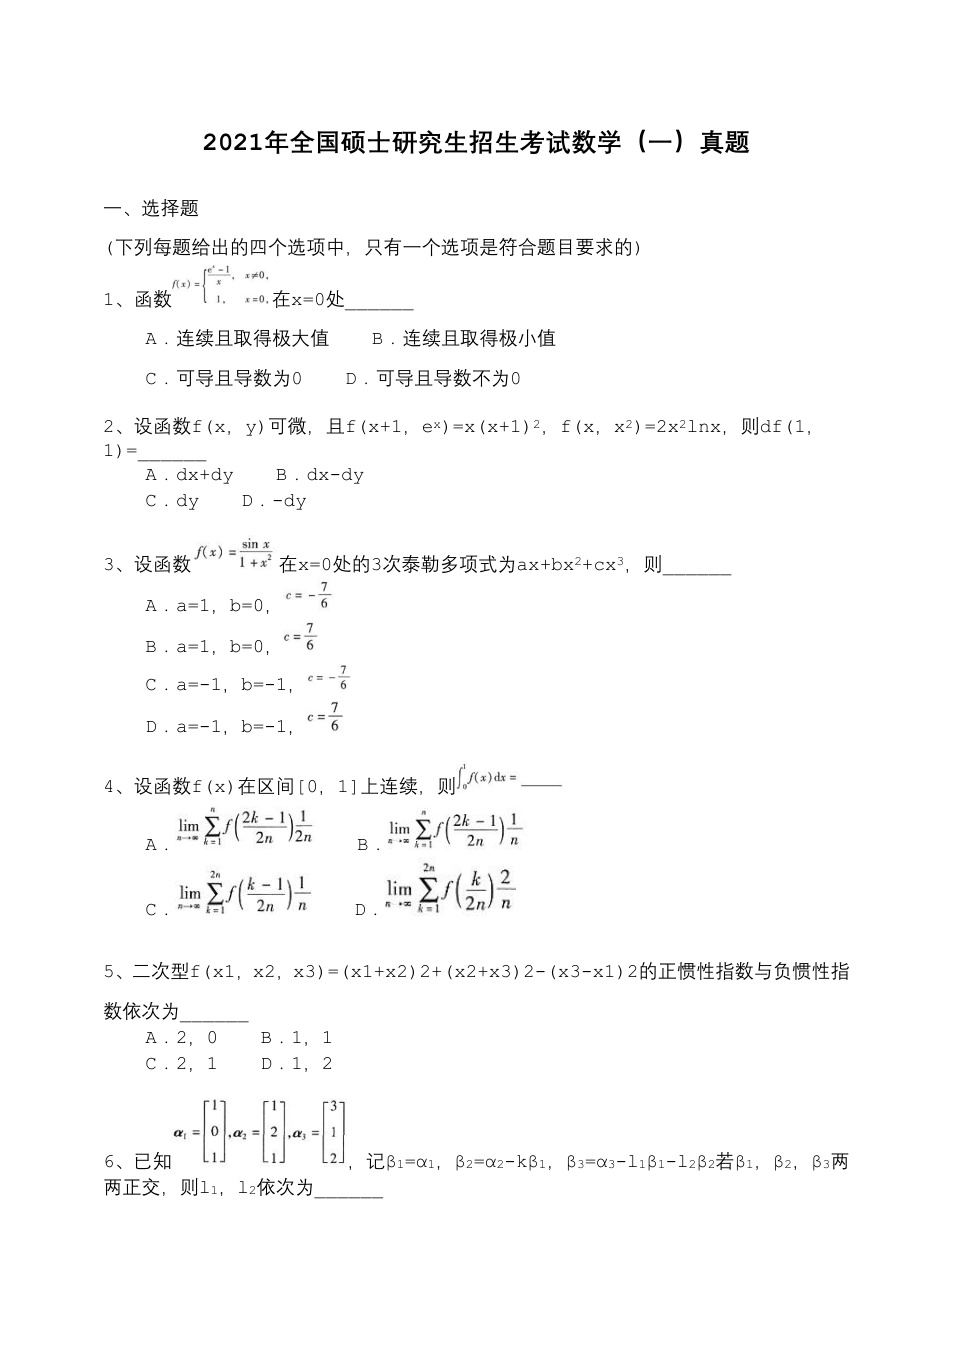 2021年全国硕士研究生招生考试数学（一）真题
一、选择题
(下列每题给出的四个选项中，只有一个选项是符合题目要求的)
1、函数f(x)={(eˣ-1)/x, x≠0, 1, x=0,在x=0处______
A．连续且取得极大值 B．连续且取得极小值
C．可导且导数为0 D．可导且导数不为0
2、设函数f(x，y)可微，且f(x+1，eˣ)=x(x+1)²，f(x，x²)=2x²lnx，则df(1，
1)=______
A．dx+dy B．dx-dy
C．dy D．-dy
3、设函数f(x)=sin x/(1+x²)在x=0处的3次泰勒多项式为ax+bx²+cx³，则______
A．a=1，b=0，c=-7/6
B．a=1，b=0，c=7/6
C．a=-1，b=-1，c=-7/6
D．a=-1，b=-1，c=7/6
4、设函数f(x)在区间[0，1]上连续，则∫₀¹f(x)dx=____
A．lim_{n→∞} ∑_{k=1}^{n} f((2k-1)/2n) 1/2n B．lim_{n→∞} ∑_{k=1}^{n} f((2k-1)/2n) 1/n
C．lim_{n→∞} ∑_{k=1}^{2n} f((k-1)/2n) 1/n D．lim_{n→∞} ∑_{k=1}^{2n} f(k/2n) 2/n
5、二次型f(x1，x2，x3)=(x1+x2)2+(x2+x3)2-(x3-x1)2的正惯性指数与负惯性指
数依次为______
A．2，0 B．1，1
C．2，1 D．1，2
6、已知α₁=[1 0 1],α₂=[1 2 1],α₃=[3 1 2]，记β₁=α₁，β₂=α₂-kβ₁，β₃=α₃-l₁β₁-l₂β₂若β₁，β₂，β₃两
两正交，则l₁，l₂依次为______